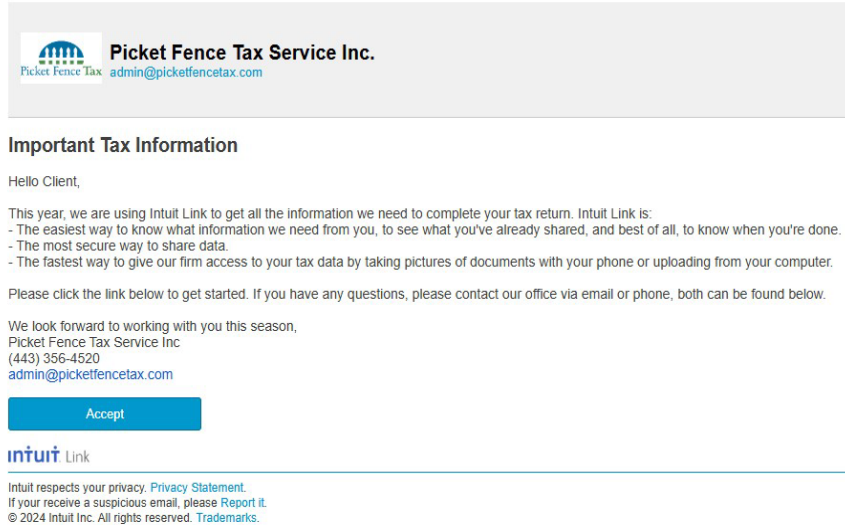 Picket Fence Tax Service Inc.
Picket Fence Tax
admin@picketfencetax.com
Important Tax Information
Hello Client,
This year, we are using Intuit Link to get all the information we need to complete your tax return. Intuit Link is:
- The easiest way to know what information we need from you, to see what you've already shared, and best of all, to know when you're done.
- The most secure way to share data.
- The fastest way to give our firm access to your tax data by taking pictures of documents with your phone or uploading from your computer.
Please click the link below to get started. If you have any questions, please contact our office via email or phone, both can be found below.
We look forward to working with you this season,
Picket Fence Tax Service Inc
(443) 356-4520
admin@picketfencetax.com
Accept
INTUIT Link
Intuit respects your privacy. Privacy Statement.
If your receive a suspicious email, please Report it.
© 2024 Intuit Inc. All rights reserved. Trademarks.